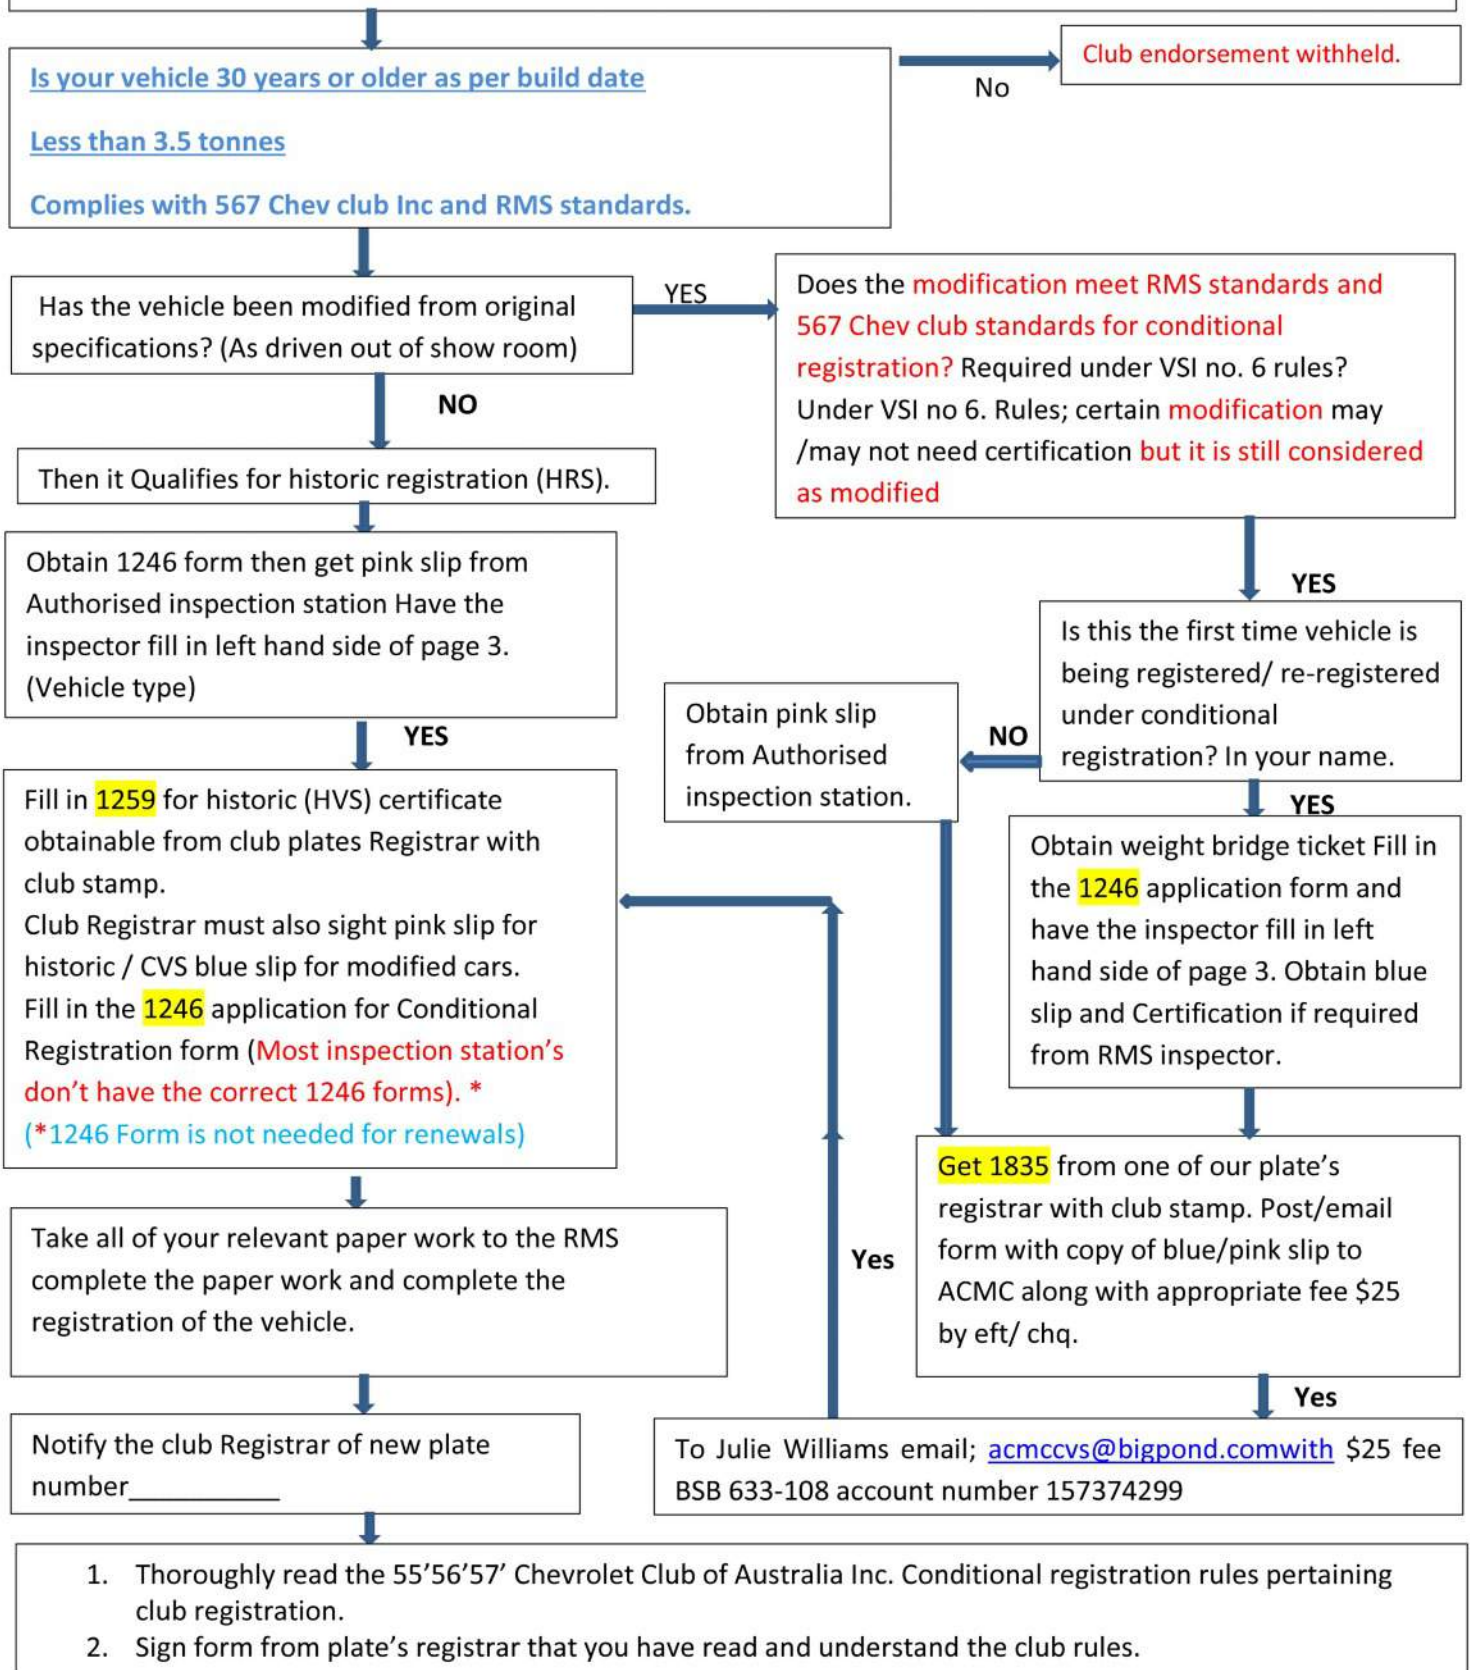 Is your vehicle 30 years or older as per build date
Less than 3.5 tonnes
Complies with 567 Chev club Inc and RMS standards.
No
Club endorsement withheld.
Has the vehicle been modified from original
specifications? (As driven out of show room)
YES
Does the modification meet RMS standards and
567 Chev club standards for conditional
registration? Required under VSI no. 6 rules?
Under VSI no 6. Rules; certain modification may
/may not need certification but it is still considered
as modified
NO
Then it Qualifies for historic registration (HRS).
Obtain 1246 form then get pink slip from
Authorised inspection station Have the
inspector fill in left hand side of page 3.
(Vehicle type)
YES
Is this the first time vehicle is
being registered/ re-registered
under conditional
registration? In your name.
NO
Obtain pink slip
from Authorised
inspection station.
YES
Fill in 1259 for historic (HVS) certificate
obtainable from club plates Registrar with
club stamp.
Club Registrar must also sight pink slip for
historic / CVS blue slip for modified cars.
Fill in the 1246 application for Conditional
Registration form (Most inspection station's
don't have the correct 1246 forms). *
(*1246 Form is not needed for renewals)
YES
Obtain weight bridge ticket Fill in
the 1246 application form and
have the inspector fill in left
hand side of page 3. Obtain blue
slip and Certification if required
from RMS inspector.
Get 1835 from one of our plate's
registrar with club stamp. Post/email
form with copy of blue/pink slip to
ACMC along with appropriate fee $25
by eft/ chq.
Yes
Take all of your relevant paper work to the RMS
complete the paper work and complete the
registration of the vehicle.
Yes
To Julie Williams email; acmccvs@bigpond.comwith $25 fee
BSB 633-108 account number 157374299
Notify the club Registrar of new plate
number__________
1. Thoroughly read the 55'56'57' Chevrolet Club of Australia Inc. Conditional registration rules pertaining
club registration.
2. Sign form from plate's registrar that you have read and understand the club rules.